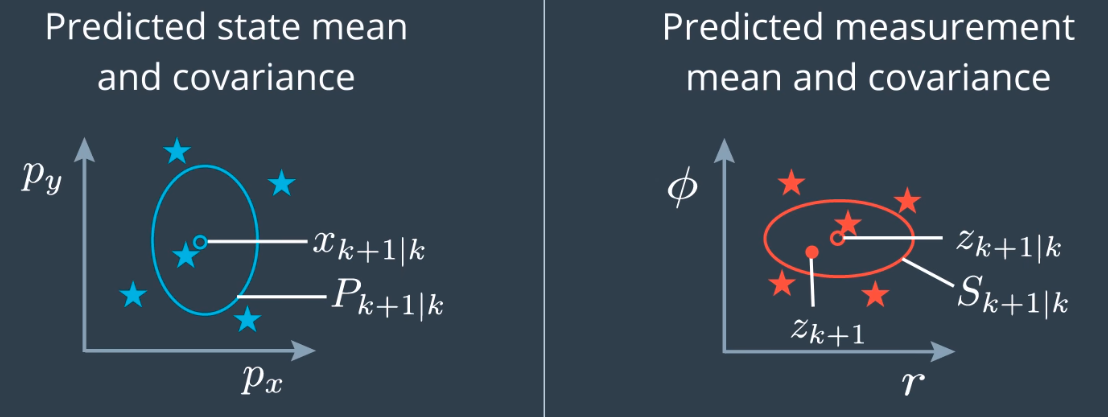 Predicted state mean
and covariance
p_y
x_{k+1|k}
P_{k+1|k}
p_x
Predicted measurement
mean and covariance
ϕ
z_{k+1|k}
S_{k+1|k}
z_{k+1}
r